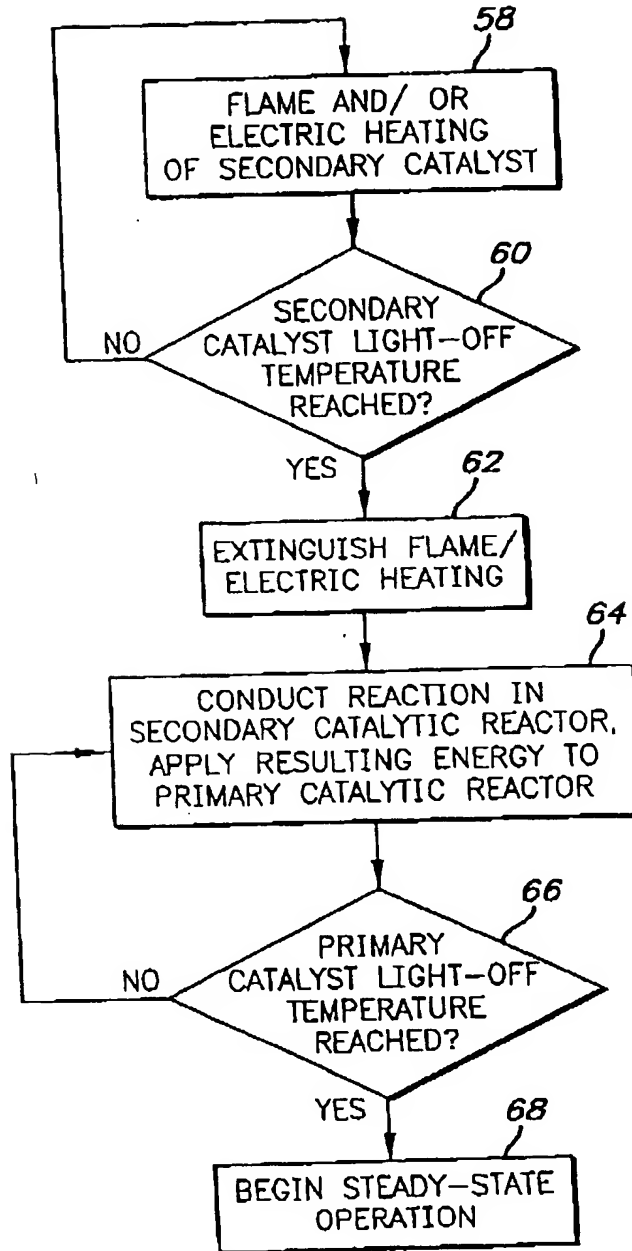 58
FLAME AND/ OR
ELECTRIC HEATING
OF SECONDARY CATALYST
60
SECONDARY
CATALYST LIGHT-OFF
TEMPERATURE
REACHED?
NO
YES
62
EXTINGUISH FLAME/
ELECTRIC HEATING
64
CONDUCT REACTION IN
SECONDARY CATALYTIC REACTOR,
APPLY RESULTING ENERGY TO
PRIMARY CATALYTIC REACTOR
66
PRIMARY
CATALYST LIGHT-OFF
TEMPERATURE
REACHED?
NO
YES
68
BEGIN STEADY-STATE
OPERATION